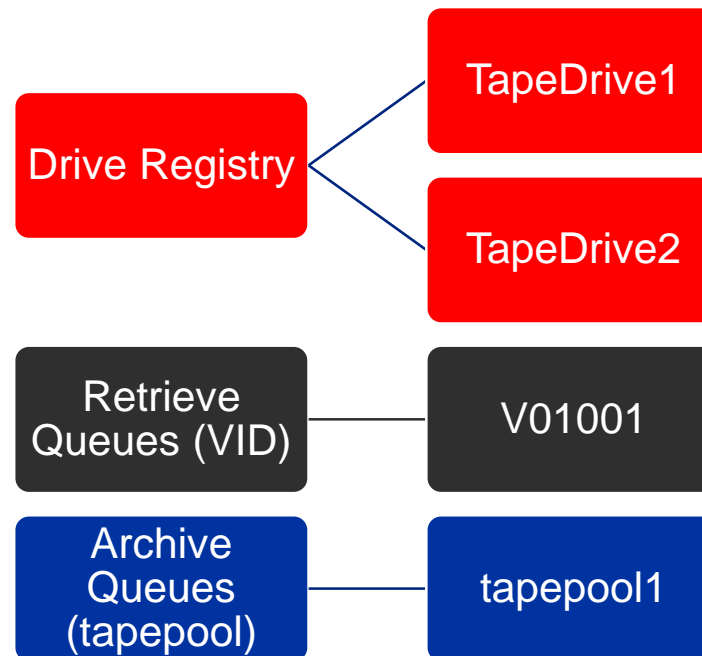 TapeDrive1
Drive Registry
TapeDrive2
Retrieve
Queues (VID)
V01001
Archive
Queues
(tapepool)
tapepool1